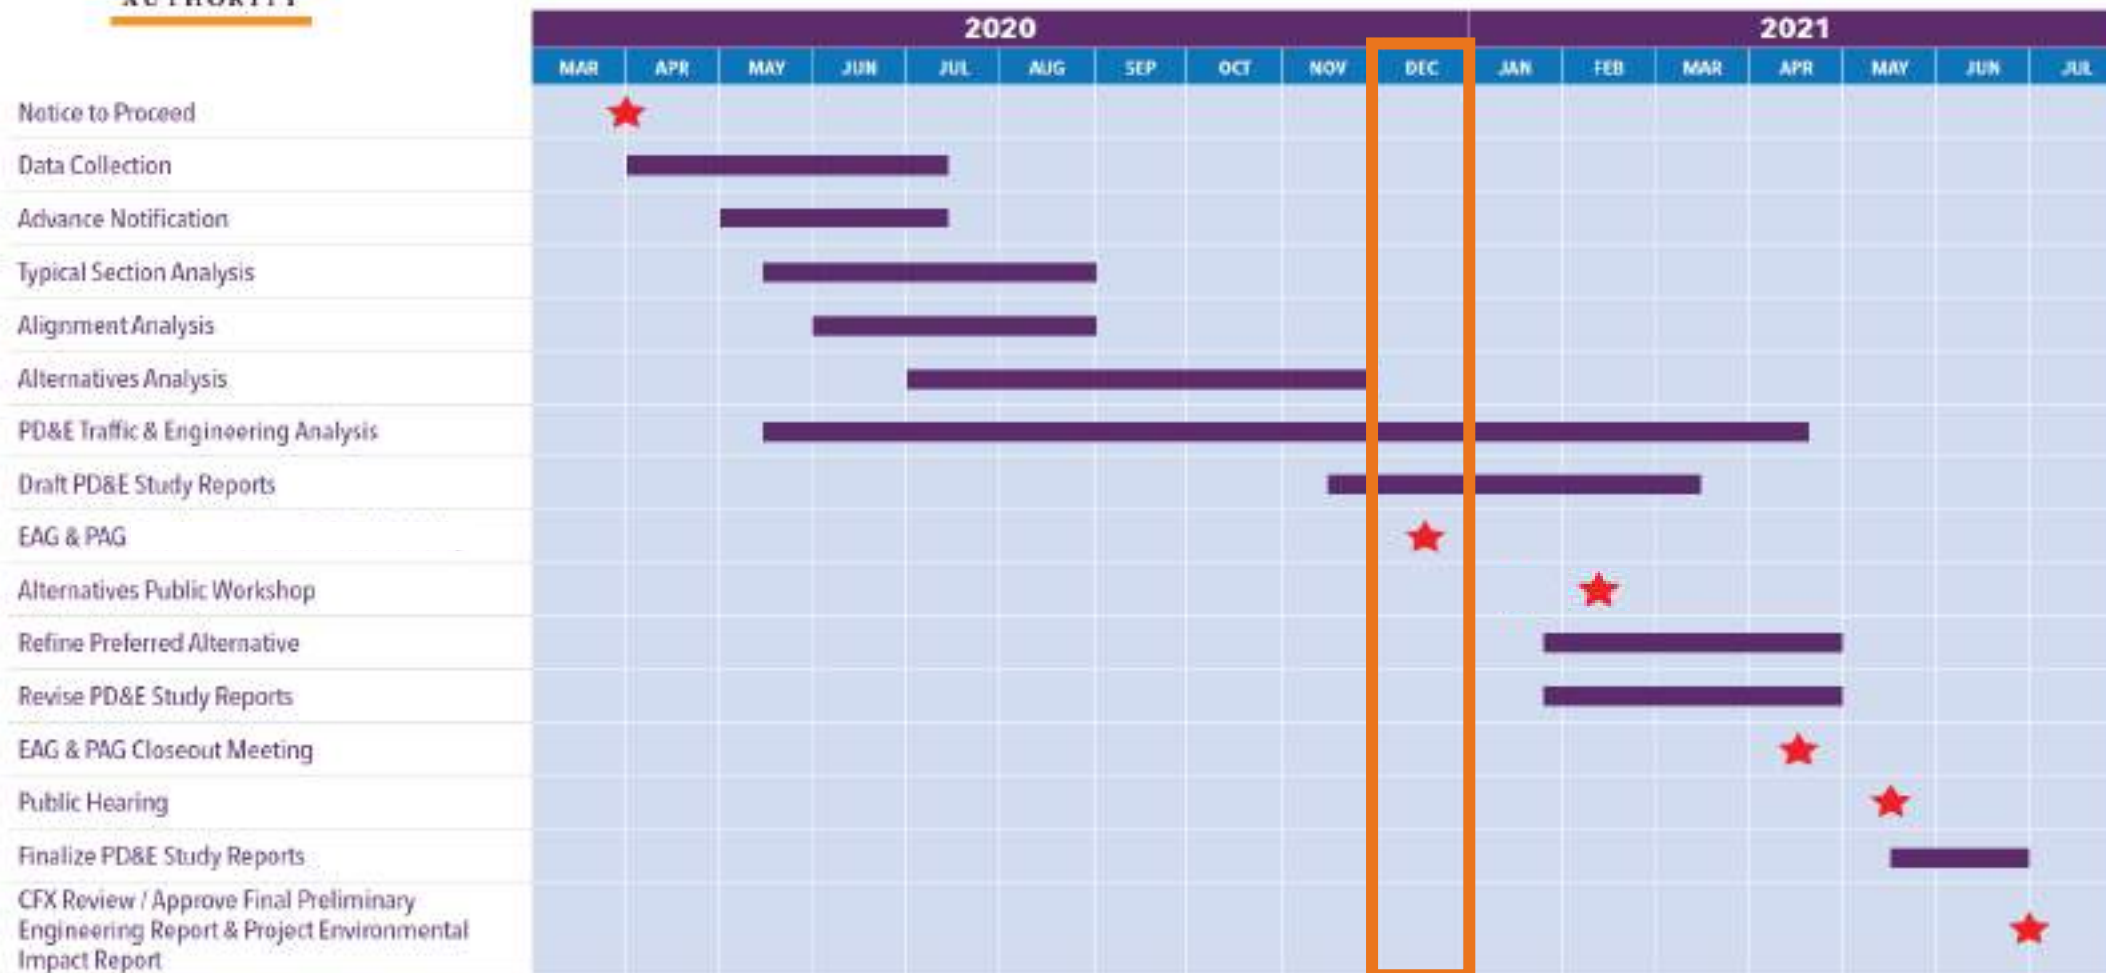 AUTHORITY
2020 2021
MAR APR MAY JUN JUL AUG SEP OCT NOV DEC JAN FEB MAR APR MAY JUN JUL
Notice to Proceed
Data Collection
Advance Notification
Typical Section Analysis
Alignment Analysis
Alternatives Analysis
PD&E Traffic & Engineering Analysis
Draft PD&E Study Reports
EAG & PAG
Alternatives Public Workshop
Refine Preferred Alternative
Revise PD&E Study Reports
EAG & PAG Closeout Meeting
Public Hearing
Finalize PD&E Study Reports
CFX Review / Approve Final Preliminary
Engineering Report & Project Environmental
Impact Report